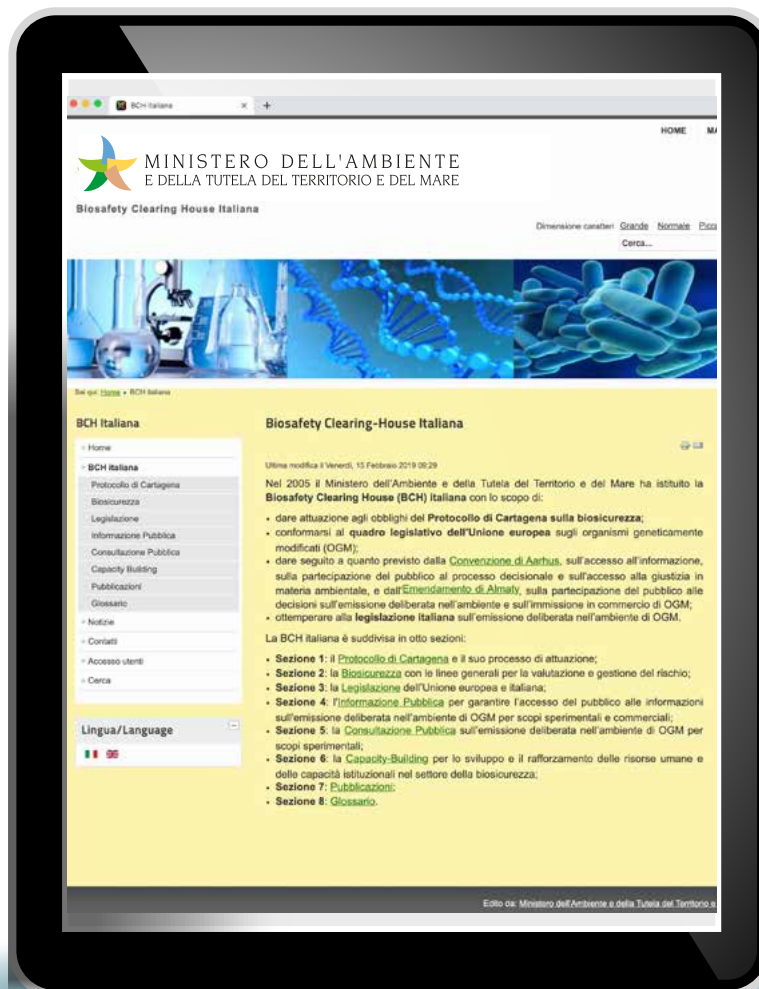 BCH Italiana × +
HOME
MINISTERO DELL'AMBIENTE
E DELLA TUTELA DEL TERRITORIO E DEL MARE
Biosafety Clearing House Italiana
Dimensione caratteri Grande Normale
Cerca...
Sei qui: Home BCH Italiana
BCH Italiana
Home
BCH italiana
Protocollo di Cartagena
Biosicurezza
Legislazione
Informazione Pubblica
Consultazione Pubblica
Capacity Building
Pubblicazioni
Glossario
Notizie
Contatti
Accesso utenti
Cerca
Lingua/Language
Biosafety Clearing-House Italiana
Ultima modifica il Venerdì, 15 Febbraio 2019 09:29
Nel 2005 il Ministero dell'Ambiente e della Tutela del Territorio e del Mare ha istituito la
Biosafety Clearing House (BCH) italiana con lo scopo di:
• dare attuazione agli obblighi del Protocollo di Cartagena sulla biosicurezza;
• conformarsi al quadro legislativo dell'Unione europea sugli organismi geneticamente
modificati (OGM);
• dare seguito a quanto previsto dalla Convenzione di Aarhus, sull'accesso all'informazione,
sulla partecipazione del pubblico al processo decisionale e sull'accesso alla giustizia in
materia ambientale, e dall'Emendamento di Almaty, sulla partecipazione del pubblico alle
decisioni sull'emissione deliberata nell'ambiente e sull'immissione in commercio di OGM;
• ottemperare alla legislazione italiana sull'emissione deliberata nell'ambiente di OGM.
La BCH italiana è suddivisa in otto sezioni:
• Sezione 1: il Protocollo di Cartagena e il suo processo di attuazione;
• Sezione 2: la Biosicurezza con le linee generali per la valutazione e gestione del rischio;
• Sezione 3: la Legislazione dell'Unione europea e italiana;
• Sezione 4: l'Informazione Pubblica per garantire l'accesso del pubblico alle informazioni
sull'emissione deliberata nell'ambiente di OGM per scopi sperimentali e commerciali;
• Sezione 5: la Consultazione Pubblica sull'emissione deliberata nell'ambiente di OGM per
scopi sperimentali;
• Sezione 6: la Capacity-Building per lo sviluppo e il rafforzamento delle risorse umane e
delle capacità istituzionali nel settore della biosicurezza;
• Sezione 7: Pubblicazioni;
• Sezione 8: Glossario.
Edito da: Ministero dell'Ambiente e della Tutela del Territorio e